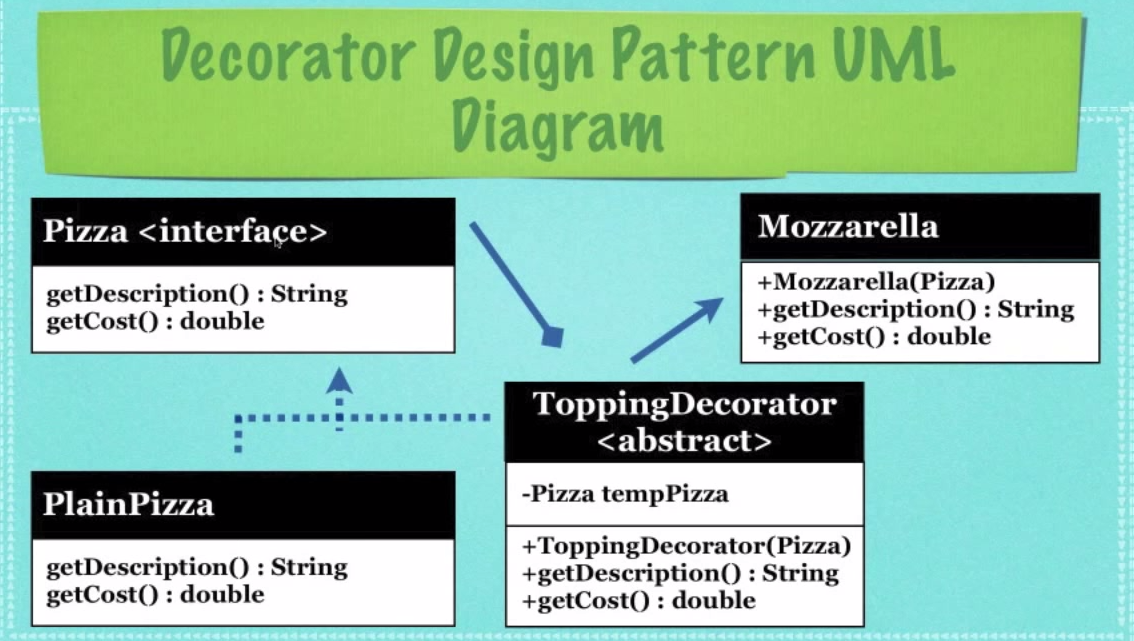 Decorator Design Pattern UML
Diagram
Pizza <interface>
getDescription() : String
getCost() : double
Mozzarella
+Mozzarella(Pizza)
+getDescription() : String
+getCost() : double
PlainPizza
getDescription() : String
getCost() : double
ToppingDecorator
<abstract>
-Pizza tempPizza
+ToppingDecorator(Pizza)
+getDescription() : String
+getCost() : double